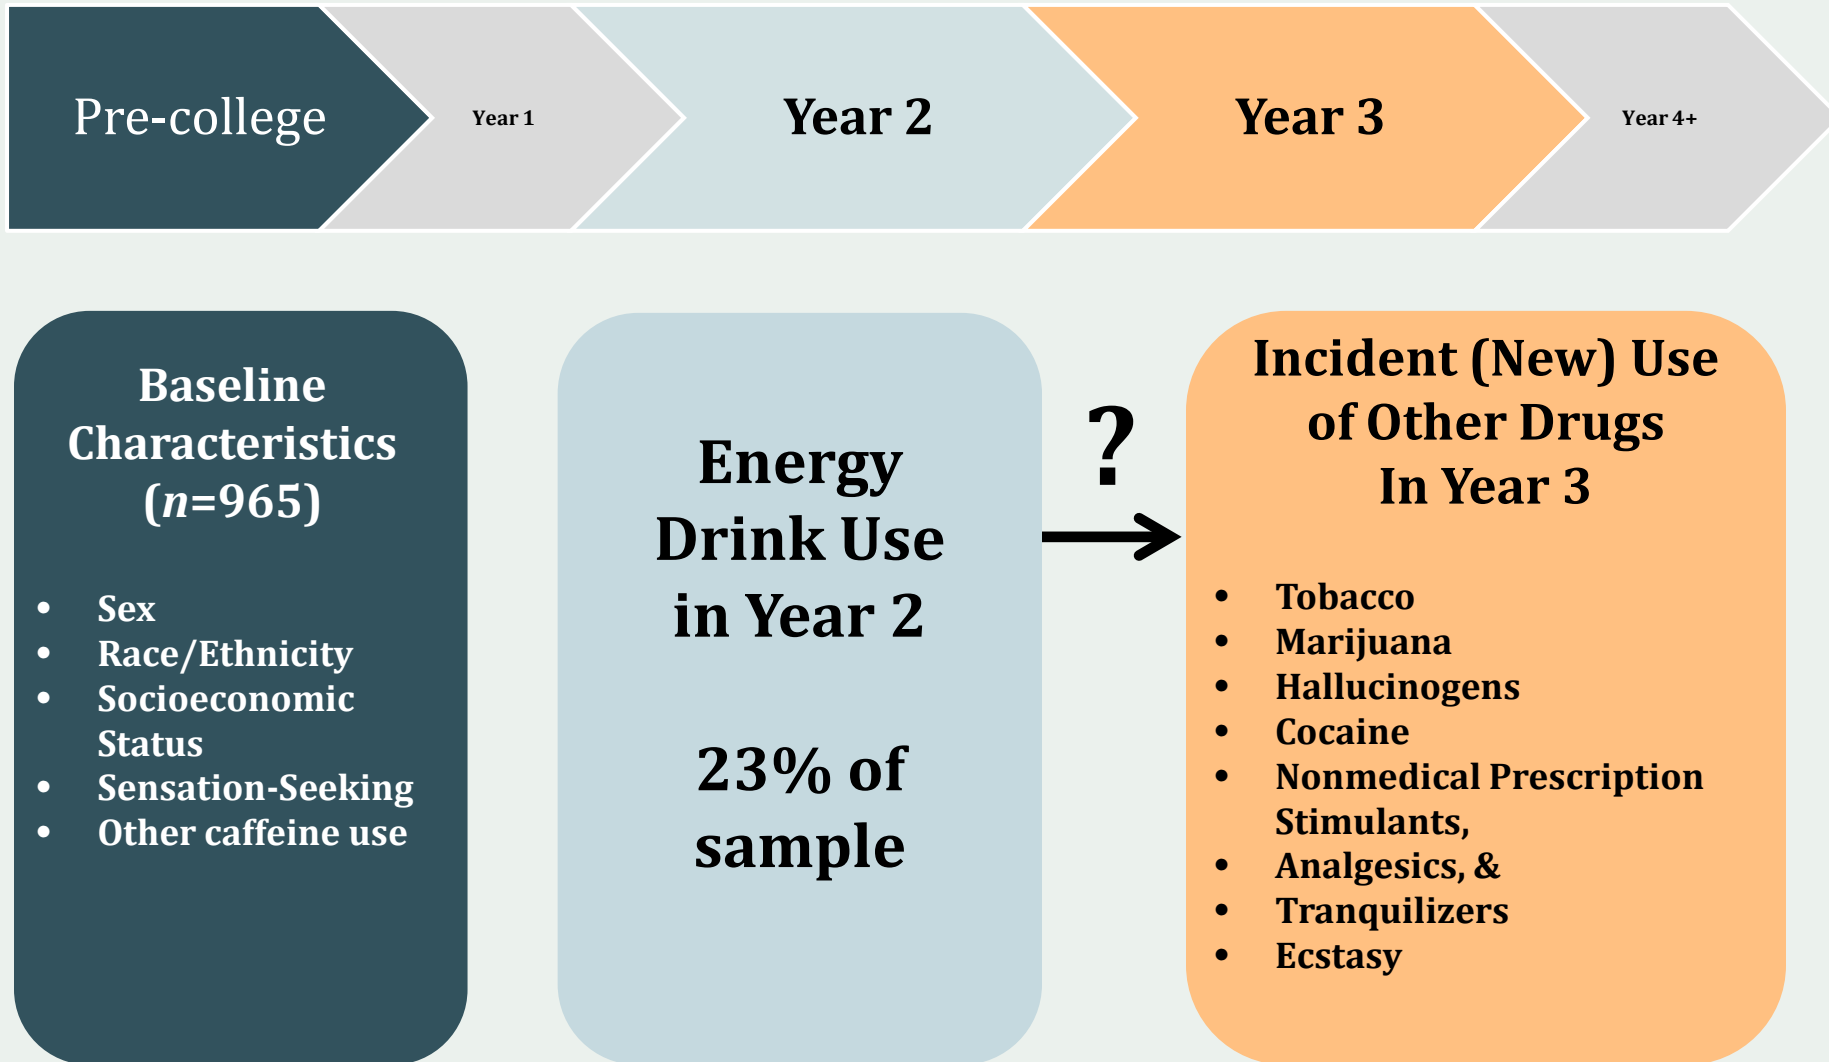 Pre-college
Year 1
Year 2
Year 3
Year 4+
Baseline
Characteristics
(n=965)
• Sex
• Race/Ethnicity
• Socioeconomic
Status
• Sensation-Seeking
• Other caffeine use
Energy
Drink Use
in Year 2
23% of
sample
?
Incident (New) Use
of Other Drugs
In Year 3
• Tobacco
• Marijuana
• Hallucinogens
• Cocaine
• Nonmedical Prescription
Stimulants,
• Analgesics, &
• Tranquilizers
• Ecstasy